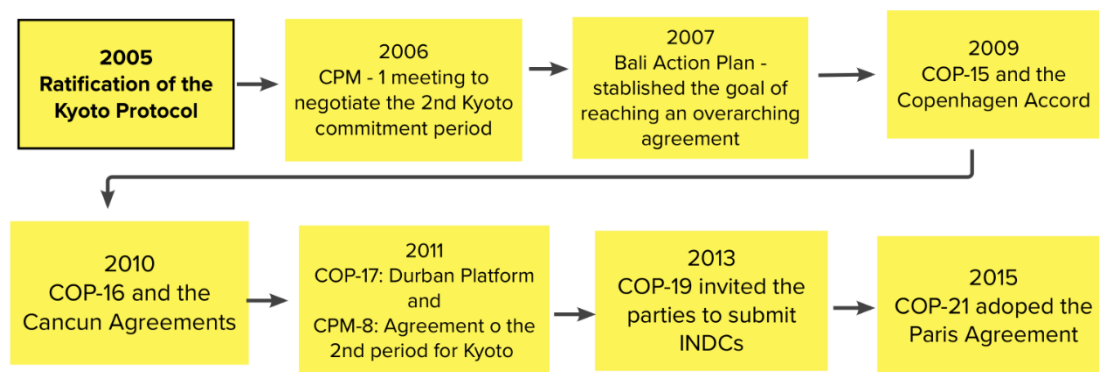 2005
Ratification of the
Kyoto Protocol
2006
CPM - 1 meeting to
negotiate the 2nd Kyoto
commitment period
2007
Bali Action Plan -
stablished the goal of
reaching an overarching
agreement
2009
COP-15 and the
Copenhagen Accord
2010
COP-16 and the
Cancun Agreements
2011
COP-17: Durban Platform
and
CPM-8: Agreement o the
2nd period for Kyoto
2013
COP-19 invited the
parties to submit
INDCs
2015
COP-21 adoped the
Paris Agreement